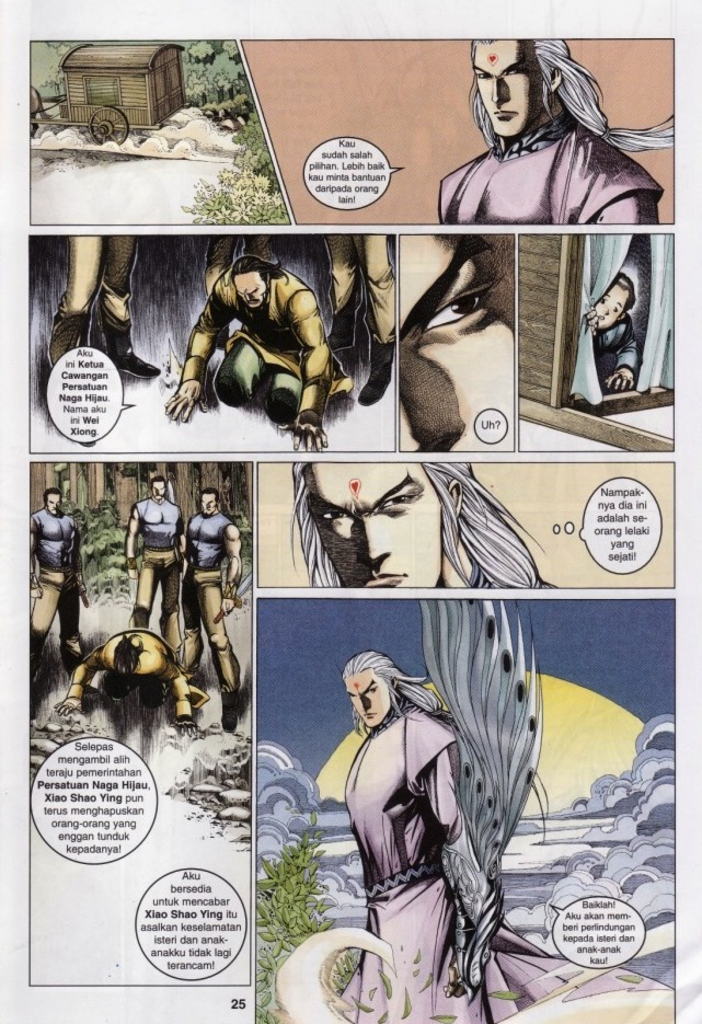 Kau
sudah salah
pilihan. Lebih baik
kau minta bantuan
daripada orang
lain!
Aku
ini Ketua
Cawangan
Persatuan
Naga Hijau.
Nama aku
ini Wei
Xiong.
Uh?
Nampak-
nya dia ini
adalah se-
orang lelaki
yang
sejati!
Selepas
mengambil alih
teraju pemerintahan
Persatuan Naga Hijau,
Xiao Shao Ying pun
terus menghapuskan
orang-orang yang
enggan tunduk
kepadanya!
Aku
bersedia
untuk mencabar
Xiao Shao Ying itu
asalkan keselamatan
isteri dan anak-
anakku tidak lagi
terancam!
Baiklah!
Aku akan mem-
beri perlindungan
kepada isteri dan
anak-anak
kau!
25